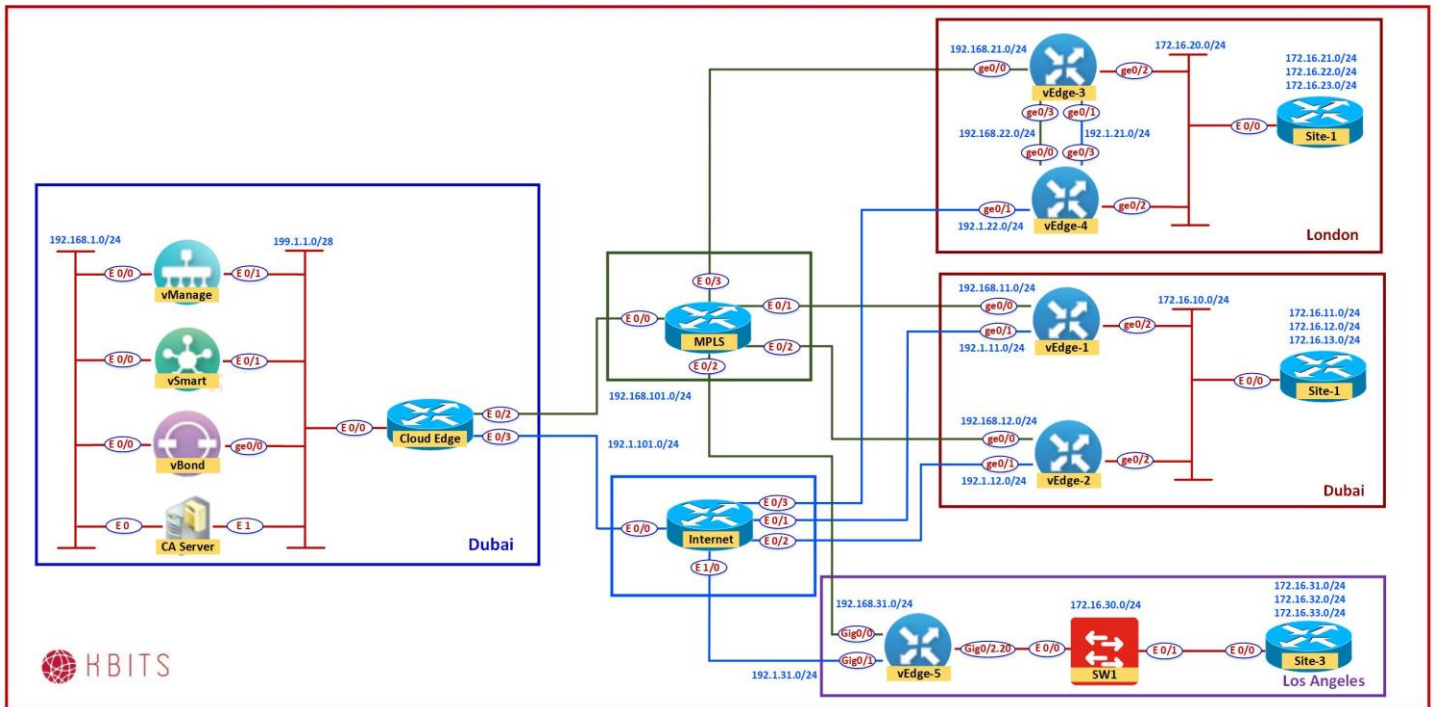 192.168.1.0/24
199.1.1.0/28
E 0/0
vManage
E 0/1
E 0/0
vSmart
E 0/1
E 0/0
vBond
ge0/0
E 0
CA Server
E 1
E 0/0
Cloud Edge
E 0/2
E 0/3
Dubai
192.168.101.0/24
192.1.101.0/24
E 0/3
E 0/0
MPLS
E 0/1
E 0/2
E 0/2
E 0/0
Internet
E 0/3
E 0/1
E 0/2
E 1/0
192.168.21.0/24
ge0/0
vEdge-3
ge0/2
ge0/3
ge0/1
192.168.22.0/24
192.1.21.0/24
ge0/0
ge0/3
ge0/1
192.1.22.0/24
vEdge-4
ge0/2
172.16.20.0/24
E 0/0
172.16.21.0/24
172.16.22.0/24
172.16.23.0/24
Site-1
London
192.168.11.0/24
ge0/0
ge0/1
192.1.11.0/24
vEdge-1
ge0/2
172.16.10.0/24
192.168.12.0/24
ge0/0
ge0/1
192.1.12.0/24
vEdge-2
ge0/2
E 0/0
172.16.11.0/24
172.16.12.0/24
172.16.13.0/24
Site-1
Dubai
192.168.31.0/24
Gig0/0
Gig0/1
192.1.31.0/24
vEdge-5
Gig0/2.20
172.16.30.0/24
E 0/0
SW1
E 0/1
E 0/0
172.16.31.0/24
172.16.32.0/24
172.16.33.0/24
Site-3
Los Angeles
KBITS